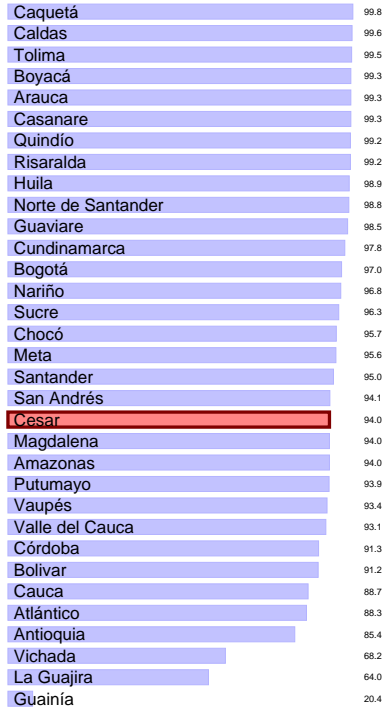 Caquetá 99.8
Caldas 99.6
Tolima 99.5
Boyacá 99.3
Arauca 99.3
Casanare 99.3
Quindío 99.2
Risaralda 99.2
Huila 98.9
Norte de Santander 98.8
Guaviare 98.5
Cundinamarca 97.8
Bogotá 97.0
Nariño 96.8
Sucre 96.3
Chocó 95.7
Meta 95.6
Santander 95.0
San Andrés 94.1
Cesar 94.0
Magdalena 94.0
Amazonas 94.0
Putumayo 93.9
Vaupés 93.4
Valle del Cauca 93.1
Córdoba 91.3
Bolivar 91.2
Cauca 88.7
Atlántico 88.3
Antioquia 85.4
Vichada 68.2
La Guajira 64.0
Guainía 20.4